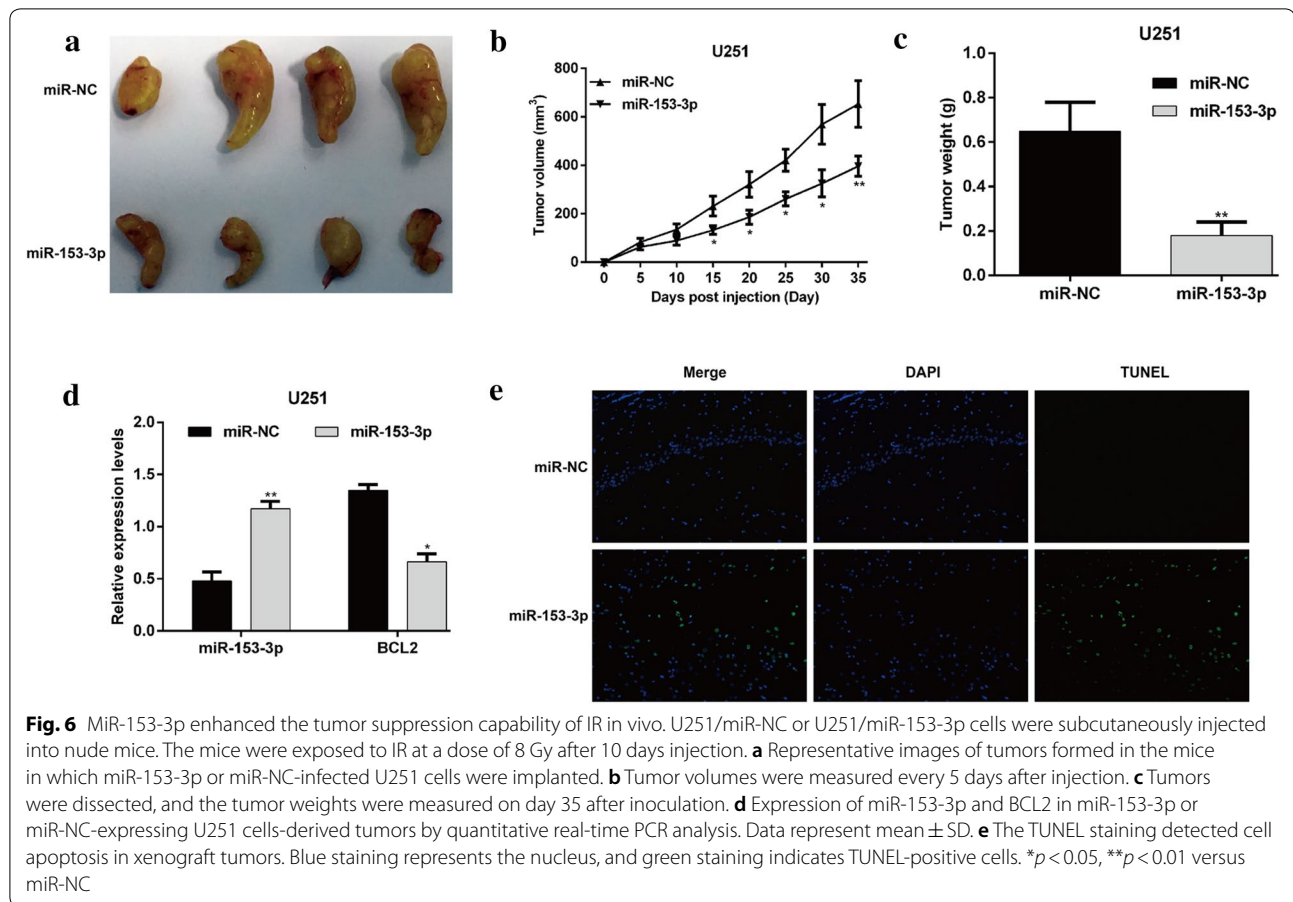 a
miR-NC
miR-153-3p
b
U251
miR-NC
miR-153-3p
Tumor volume (mm³)
800
600
400
200
0
*
*
*
*
**
0 5 10 15 20 25 30 35
Days post injection (Day)
c
U251
miR-NC
miR-153-3p
Tumor weight (g)
1.0
0.8
0.6
0.4
0.2
0.0
**
miR-NC miR-153-3p
d
U251
miR-NC miR-153-3p
Relative expression levels
2.0
1.5
1.0
0.5
0.0
**
*
miR-153-3p BCL2
e
Merge DAPI TUNEL
miR-NC
miR-153-3p
Fig. 6 MiR-153-3p enhanced the tumor suppression capability of IR in vivo. U251/miR-NC or U251/miR-153-3p cells were subcutaneously injected
into nude mice. The mice were exposed to IR at a dose of 8 Gy after 10 days injection. a Representative images of tumors formed in the mice
in which miR-153-3p or miR-NC-infected U251 cells were implanted. b Tumor volumes were measured every 5 days after injection. c Tumors
were dissected, and the tumor weights were measured on day 35 after inoculation. d Expression of miR-153-3p and BCL2 in miR-153-3p or
miR-NC-expressing U251 cells-derived tumors by quantitative real-time PCR analysis. Data represent mean ± SD. e The TUNEL staining detected cell
apoptosis in xenograft tumors. Blue staining represents the nucleus, and green staining indicates TUNEL-positive cells. *p < 0.05, **p < 0.01 versus
miR-NC